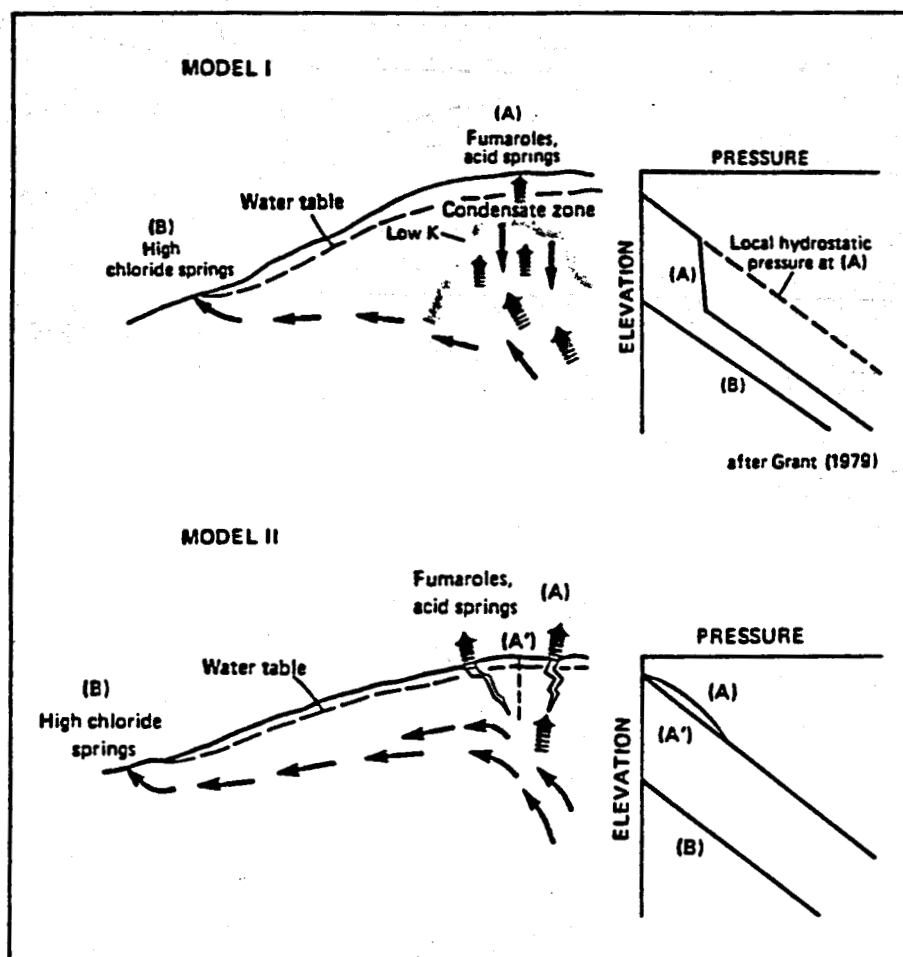 MODEL I
(A)
Fumaroles,
acid springs
Water table
Condensate zone
Low K
(B)
High
chloride springs
PRESSURE
ELEVATION
Local hydrostatic
pressure at (A)
(A)
(B)
after Grant (1979)
MODEL II
Fumaroles,
acid springs
(A)
(A')
Water table
(B)
High chloride
springs
PRESSURE
ELEVATION
(A)
(A')
(B)